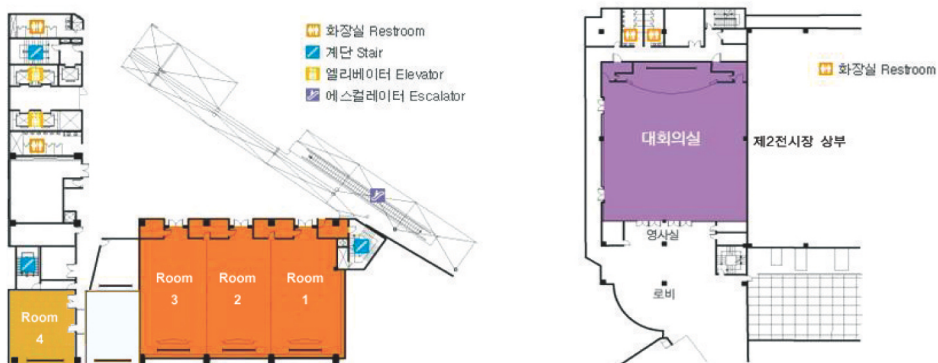 화장실 Restroom
계단 Stair
엘리베이터 Elevator
에스컬레이터 Escalator
Room
3
Room
2
Room
1
Room
4
화장실 Restroom
대회의실
제2전시장 상부
영사실
로비